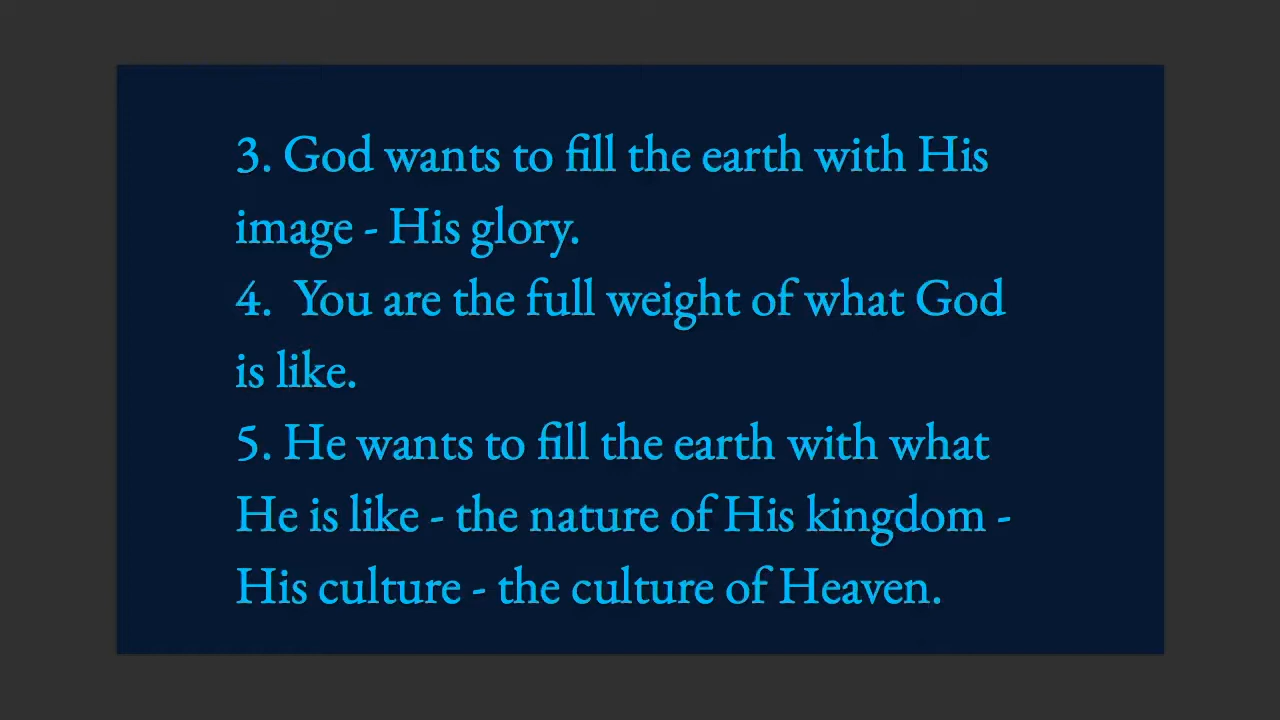 3. God wants to fill the earth with His
image - His glory.
4.  You are the full weight of what God
is like.
5. He wants to fill the earth with what
He is like - the nature of His kingdom -
His culture - the culture of Heaven.